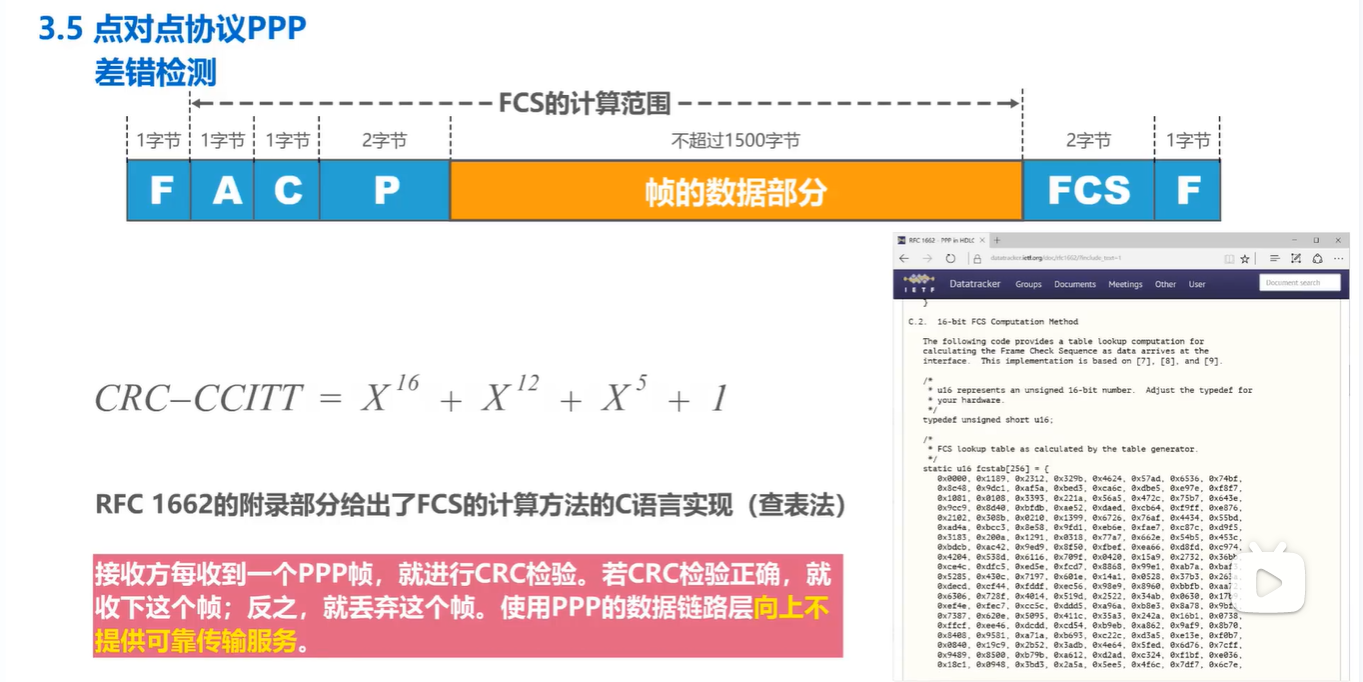 3.5 点对点协议PPP
差错检测
FCS的计算范围
1字节 1字节 1字节 2字节 不超过1500字节 2字节 1字节
F A C P 帧的数据部分 FCS F
CRC−CCITT = X^16 + X^12 + X^5 + 1
RFC 1662的附录部分给出了FCS的计算方法的C语言实现（查表法）
接收方每收到一个PPP帧，就进行CRC检验。若CRC检验正确，就
收下这个帧；反之，就丢弃这个帧。使用PPP的数据链路层向上不
提供可靠传输服务。
RFC 1662 - PPP in HDLC
I E T F Datatracker Groups Documents Meetings Other User Document search
}
C.2. 16-bit FCS Computation Method
The following code provides a table lookup computation for
calculating the Frame Check Sequence as data arrives at the
interface. This implementation is based on [7], [8], and [9].
/*
* u16 represents an unsigned 16-bit number. Adjust the typedef for
* your hardware.
*/
typedef unsigned short u16;
/*
* FCS lookup table as calculated by the table generator.
*/
static u16 fcstab[256] = {
0x0000, 0x1189, 0x2312, 0x329b, 0x4624, 0x57ad, 0x6536, 0x74bf,
0x8c48, 0x9dc1, 0xaf5a, 0xbed3, 0xca6c, 0xdbe5, 0xe97e, 0xf8f7,
0x1081, 0x0108, 0x3393, 0x221a, 0x56a5, 0x472c, 0x75b7, 0x643e,
0x9cc9, 0x8d40, 0xbfdb, 0xae52, 0xdaed, 0xcb64, 0xf9ff, 0xe876,
0x2102, 0x308b, 0x0210, 0x1399, 0x6726, 0x76af, 0x4434, 0x55bd,
0xad4a, 0xbcc3, 0x8e58, 0x9fd1, 0xeb6e, 0xfae7, 0xc87c, 0xd9f5,
0x3183, 0x200a, 0x1291, 0x0318, 0x77a7, 0x662e, 0x54b5, 0x453c,
0xbdcb, 0xac42, 0x9ed9, 0x8f50, 0xfbef, 0xea66, 0xd8fd, 0xc974,
0x4204, 0x538d, 0x6116, 0x709f, 0x0420, 0x15a9, 0x2732,
0xce4c, 0xdfc5, 0xed5e, 0xfcd7, 0x8868, 0x99e1, 0xab7a,
0x5285, 0x430c, 0x7197, 0x601e, 0x14a1, 0x0528, 0x37b3,
0xdecd, 0xcf44, 0xfddf, 0xec56, 0x98e9, 0x8960, 0xbbfb,
0x6306, 0x728f, 0x4014, 0x519d, 0x2522, 0x34ab, 0x0630,
0xef4e, 0xfec7, 0xcc5c, 0xddd5, 0xa96a, 0xb8e3, 0x8a78,
0x7387, 0x620e, 0x5095, 0x411c, 0x35a3, 0x242a, 0x16b1, 0x0738,
0xffcf, 0xee46, 0xdcdd, 0xcd54, 0xb9eb, 0xa862, 0x9af9, 0x8b70,
0x8408, 0x9581, 0xa71a, 0xb693, 0xc22c, 0xd3a5, 0xe13e, 0xf0b7,
0x0840, 0x19c9, 0x2b52, 0x3adb, 0x4e64, 0x5fed, 0x6d76, 0x7cff,
0x9489, 0x8500, 0xb79b, 0xa612, 0xd2ad, 0xc324, 0xf1bf, 0xe036,
0x18c1, 0x0948, 0x3bd3, 0x2a5a, 0x5ee5, 0x4f6c, 0x7df7, 0x6c7e,